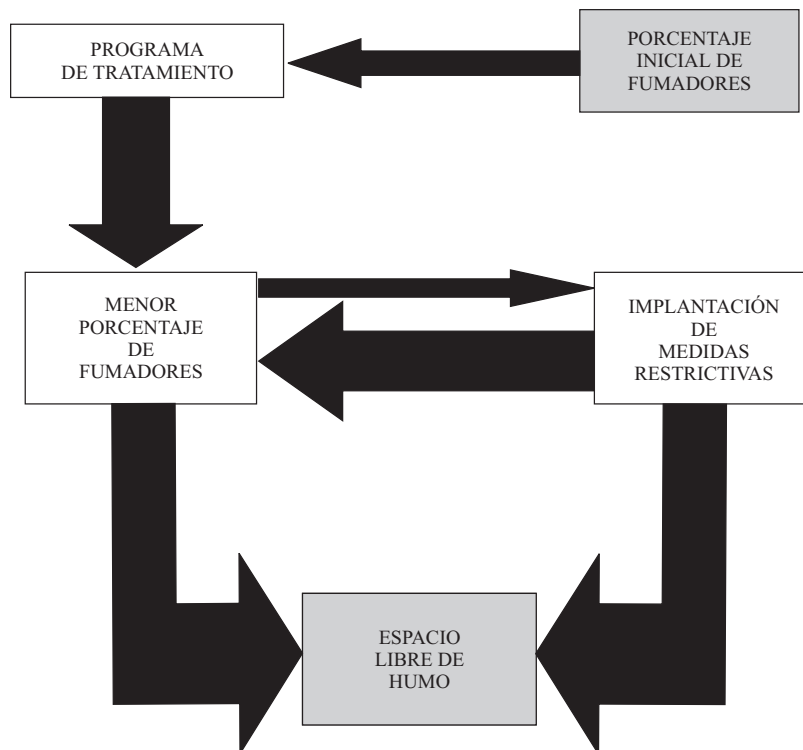 PROGRAMA
DE TRATAMIENTO
PORCENTAJE
INICIAL DE
FUMADORES
MENOR
PORCENTAJE
DE
FUMADORES
IMPLANTACIÓN
DE
MEDIDAS
RESTRICTIVAS
ESPACIO
LIBRE DE
HUMO